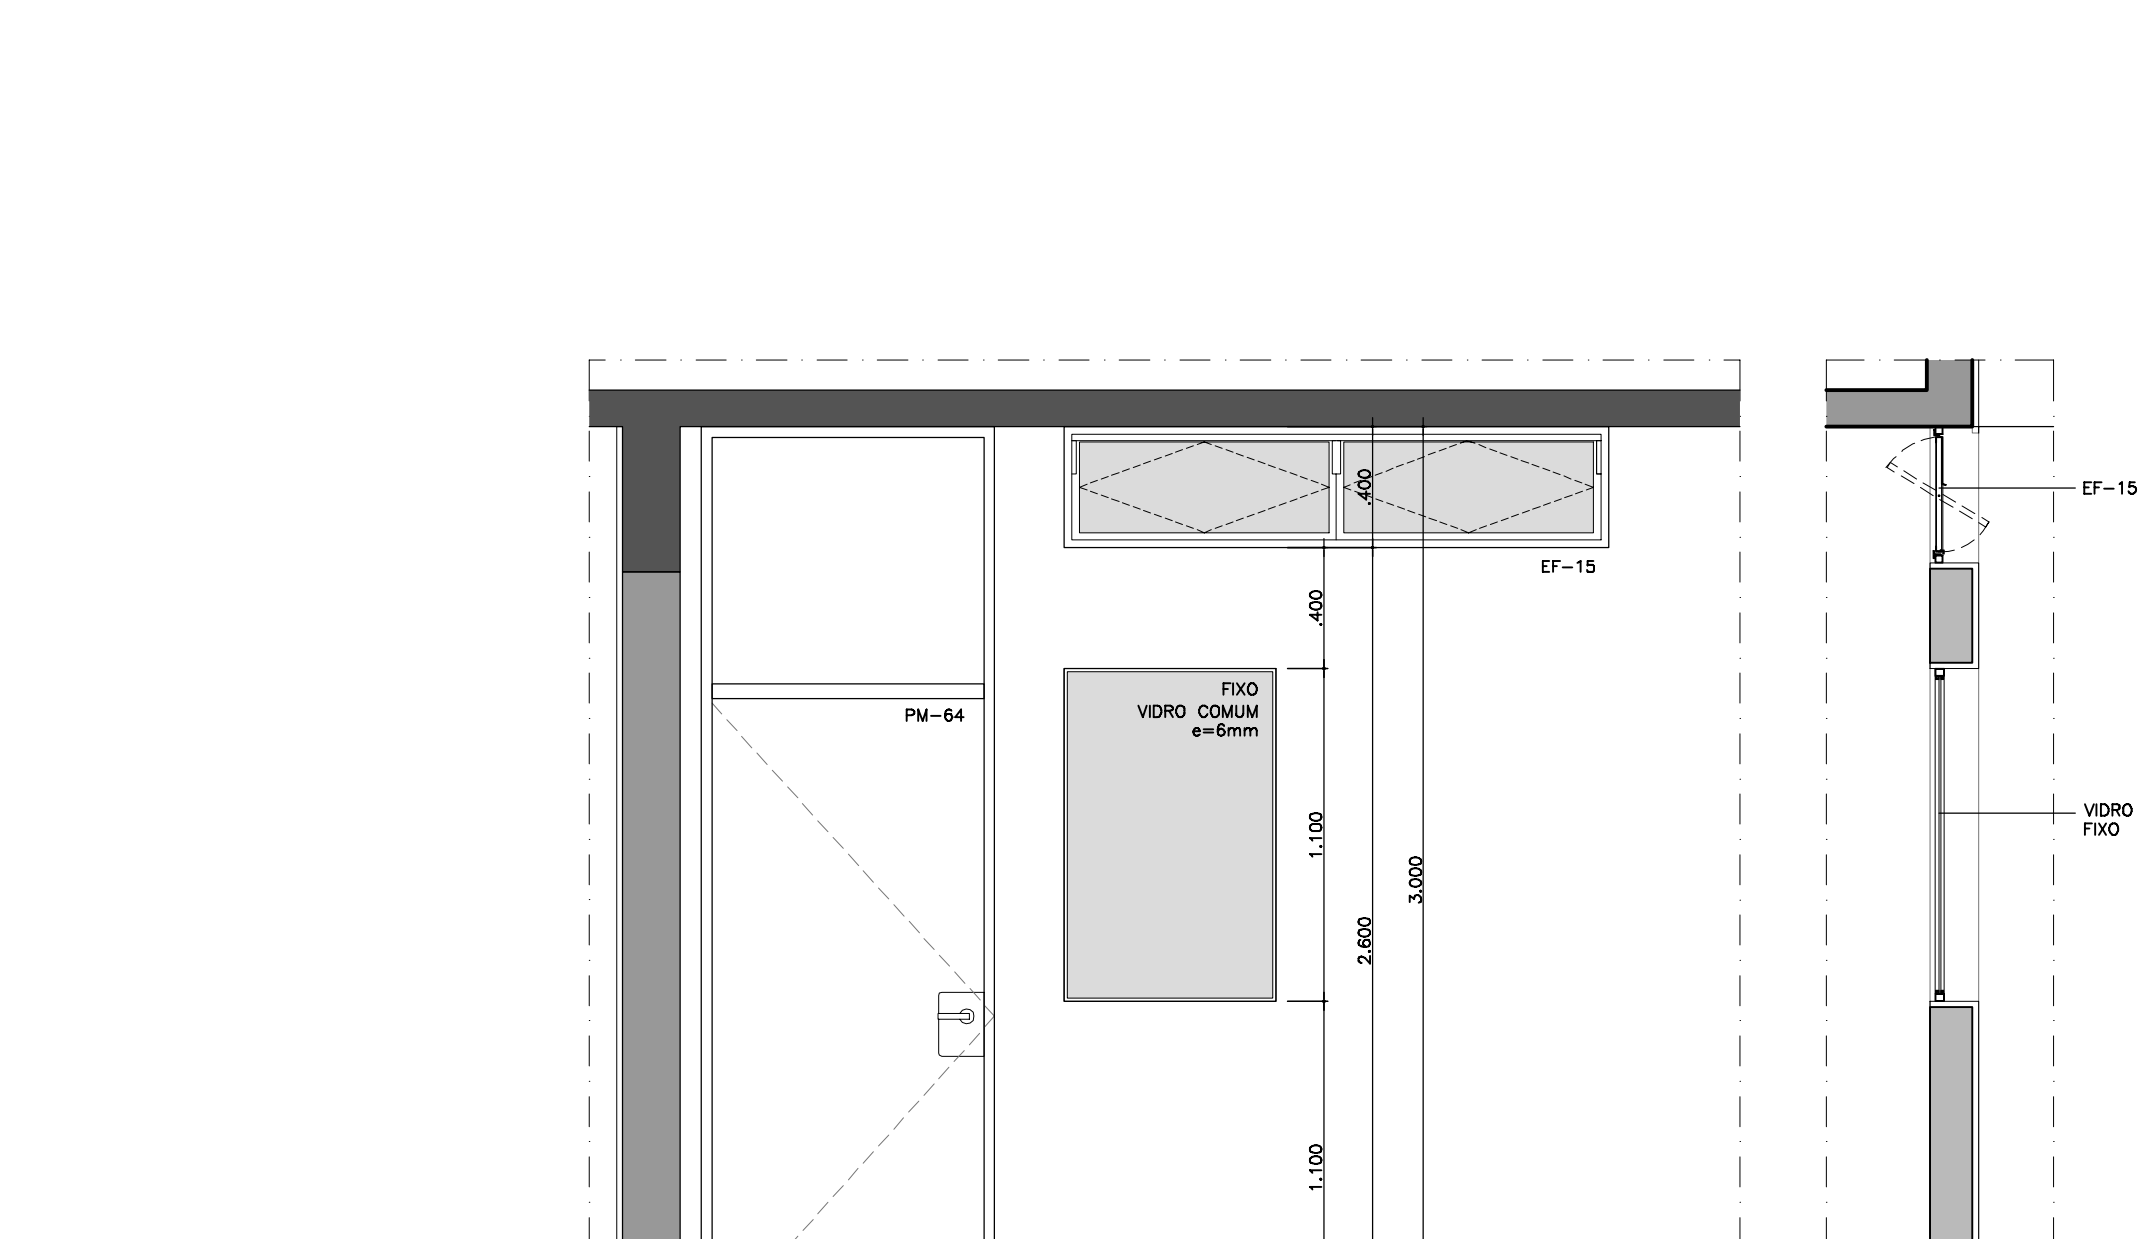 .400
EF-15
EF-15
.400
FIXO
VIDRO COMUM
e=6mm
PM-64
1.100
VIDRO
FIXO
3.000
2.600
1.100